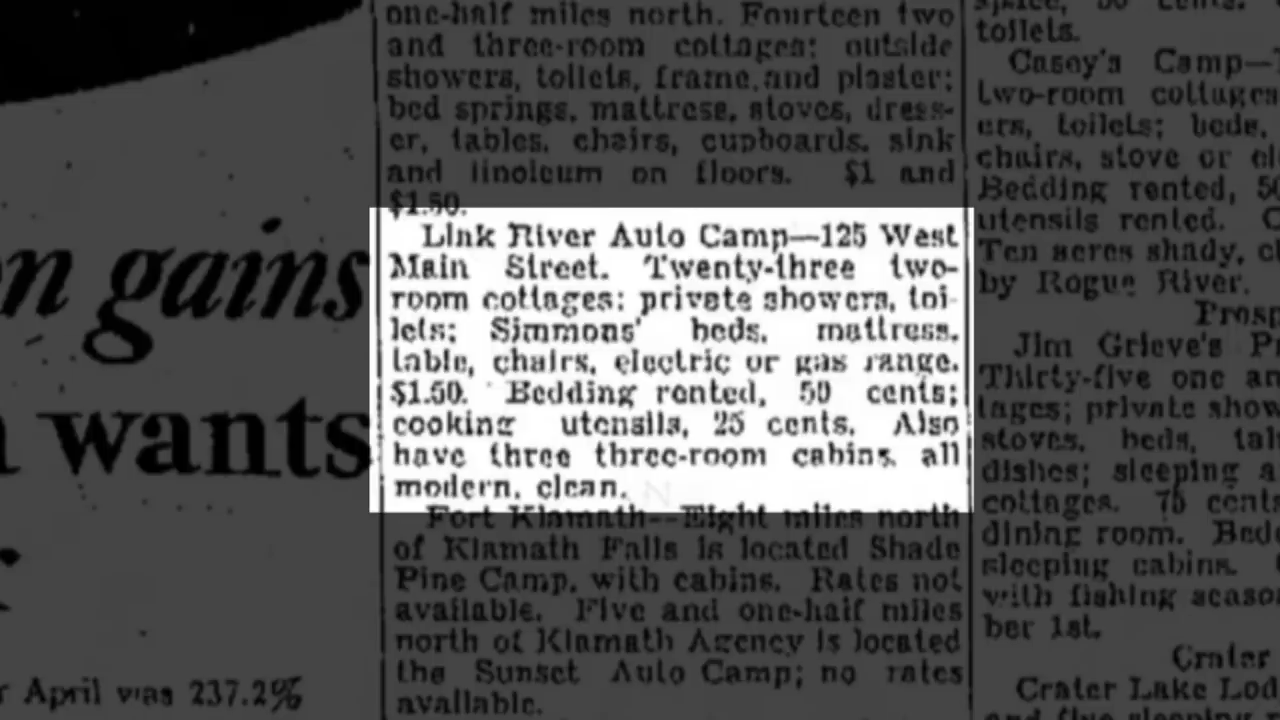 n gains
n wants
r April was 237.2%
one-half miles north. Fourteen two
and three-room cottages; outside
showers, toilets, frame and plaster;
bed springs, mattress, stoves, dress-
er, tables, chairs, cupboards, sink
and linoleum on floors. $1 and
$1.50.
Link River Auto Camp—125 West
Main Street. Twenty-three two-
room cottages; private showers, toi-
lets; Simmons' beds, mattress,
table, chairs, electric or gas range.
$1.50. Bedding rented, 50 cents;
cooking utensils, 25 cents. Also
have three three-room cabins, all
modern, clean.
Fort Klamath--Eight miles north
of Klamath Falls is located Shade
Pine Camp, with cabins. Rates not
available. Five and one-half miles
north of Klamath Agency is located
the Sunset Auto Camp; no rates
available.
toilets.
Casey's Camp—
two-room cottages
ers, toilets; beds,
chairs, stove or el
Bedding rented, 50
utensils rented. C
Ten acres shady, c
by Rogue River.
Prosp
Jim Grieve's Pr
Thirty-five one an
tages; private show
stoves, beds, tab
dishes; sleeping a
cottages. 75 cents
dining room. Bed
sleeping cabins.
with fishing seaso
ber 1st.
Crater
Crater Lake Lod